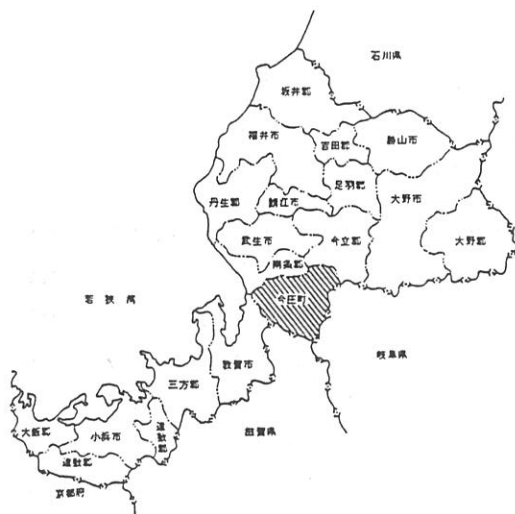 石川県
坂井郡
福井市
吉田郡
勝山市
足羽郡
大野市
丹生郡
鯖江市
武生市
今立郡
大野郡
南条郡
今庄町
若狭湾
岐阜県
敦賀市
三方郡
滋賀県
大飯郡
小浜市
遠敷郡
遠敷郡
京都府